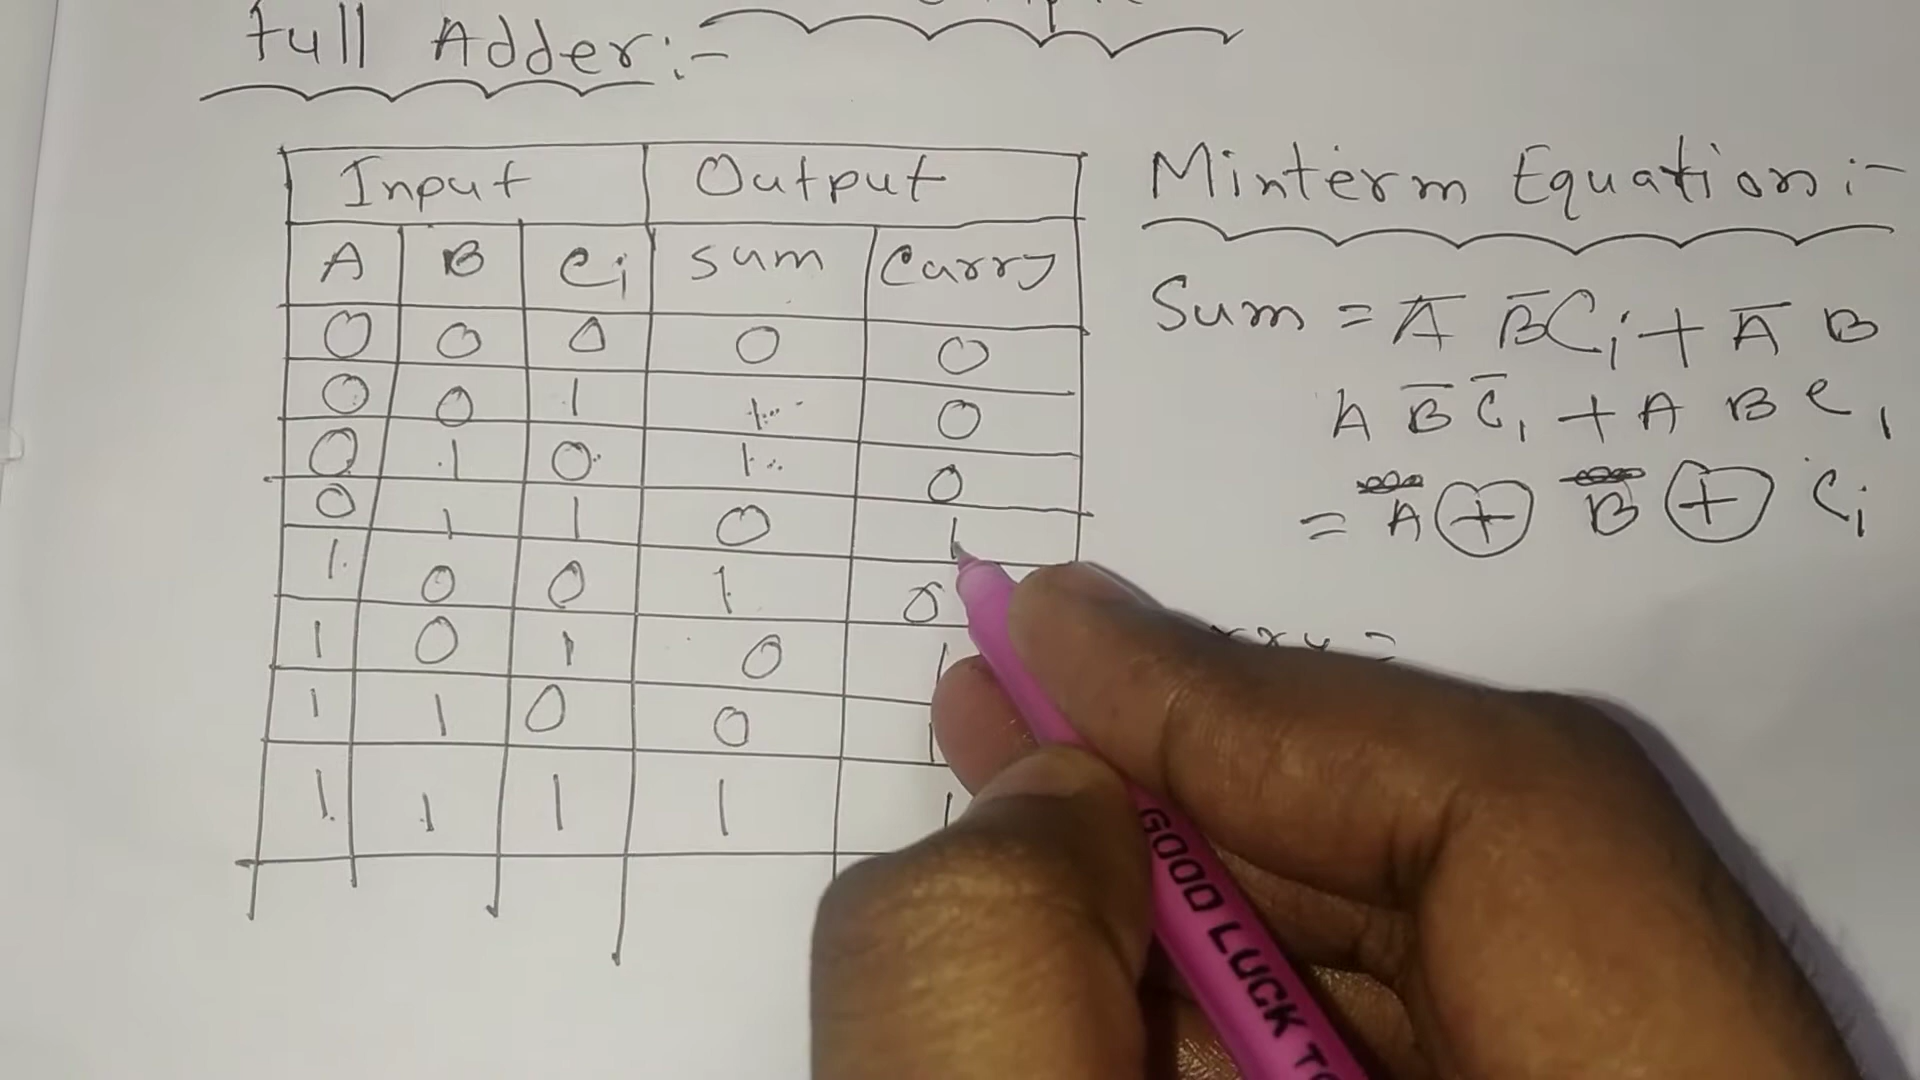 Full Adder:-
Input Output
A B Ci Sum Carry
0 0 0 0 0
0 0 1 1 0
0 1 0 1 0
0 1 1 0 1
1 0 0 1 0
1 0 1 0 1
1 1 0 0 1
1 1 1 1 1
Minterm Equation:-
Sum = A̅ B̅Ci + A̅ B
A B̅ C̅i + A B Ci
= A ⊕ B ⊕ Ci
GOOD LUCK